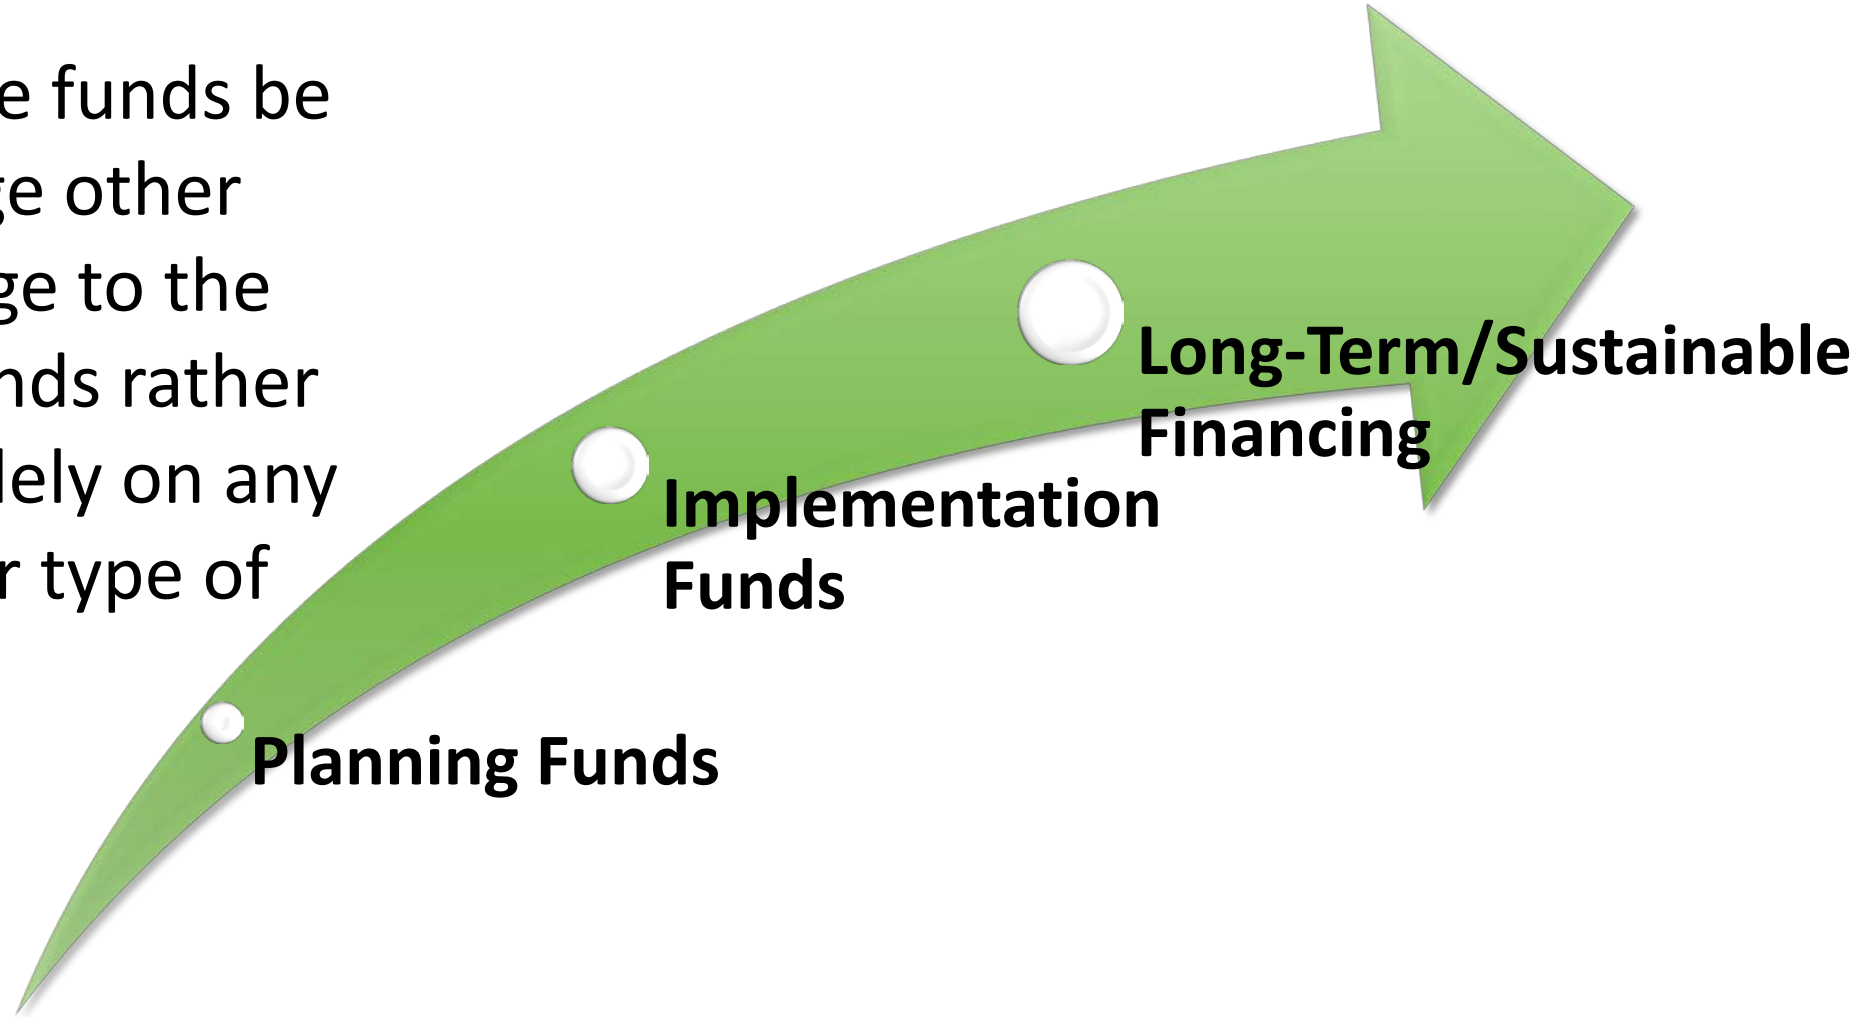 e funds be
ge other
ge to the
nds rather
lely on any
r type of
Long-Term/Sustainable
Financing
Implementation
Funds
Planning Funds